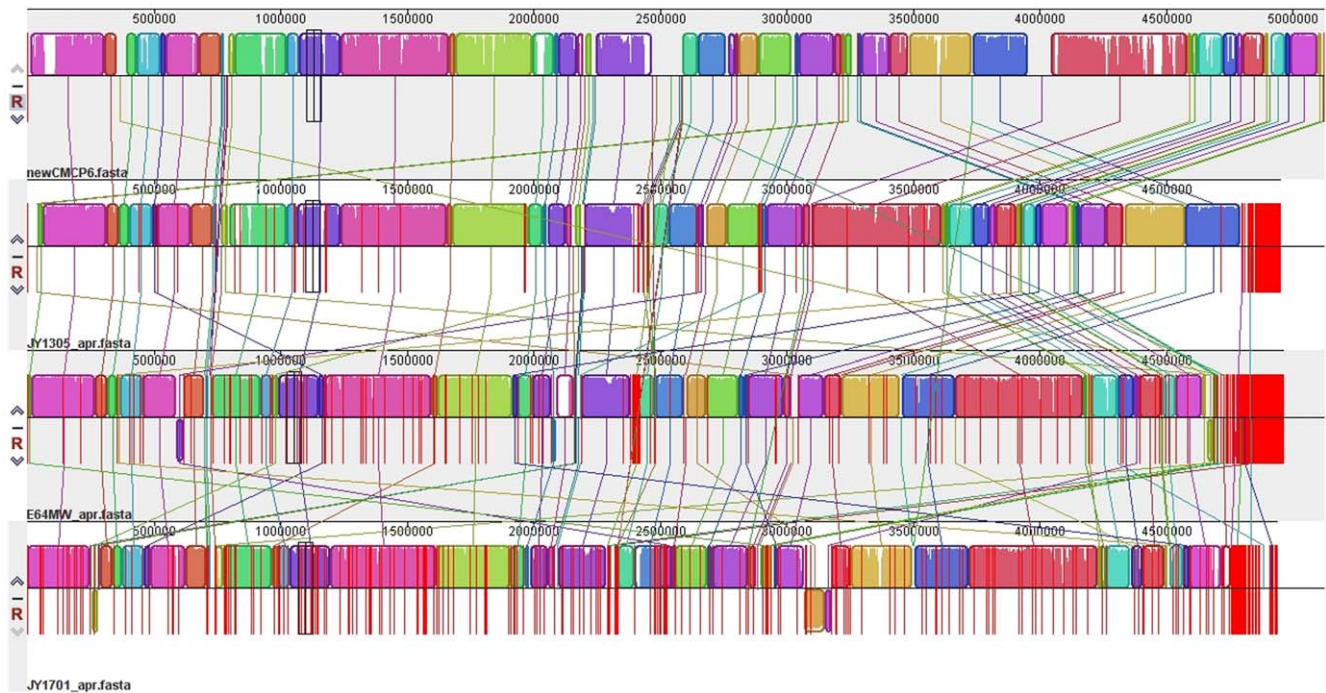 500000 1000000 1500000 2000000 2500000 3000000 3500000 4000000 4500000 5000000
R
newCMCP6.fasta
500000 1000000 1500000 2000000 2500000 3000000 3500000 4000000 4500000
R
JY1305_apr.fasta
500000 1000000 1500000 2000000 2500000 3000000 3500000 4000000 4500000
R
E64MW_apr.fasta
500000 1000000 1500000 2000000 2500000 3000000 3500000 4000000 4500000
R
JY1701_apr.fasta